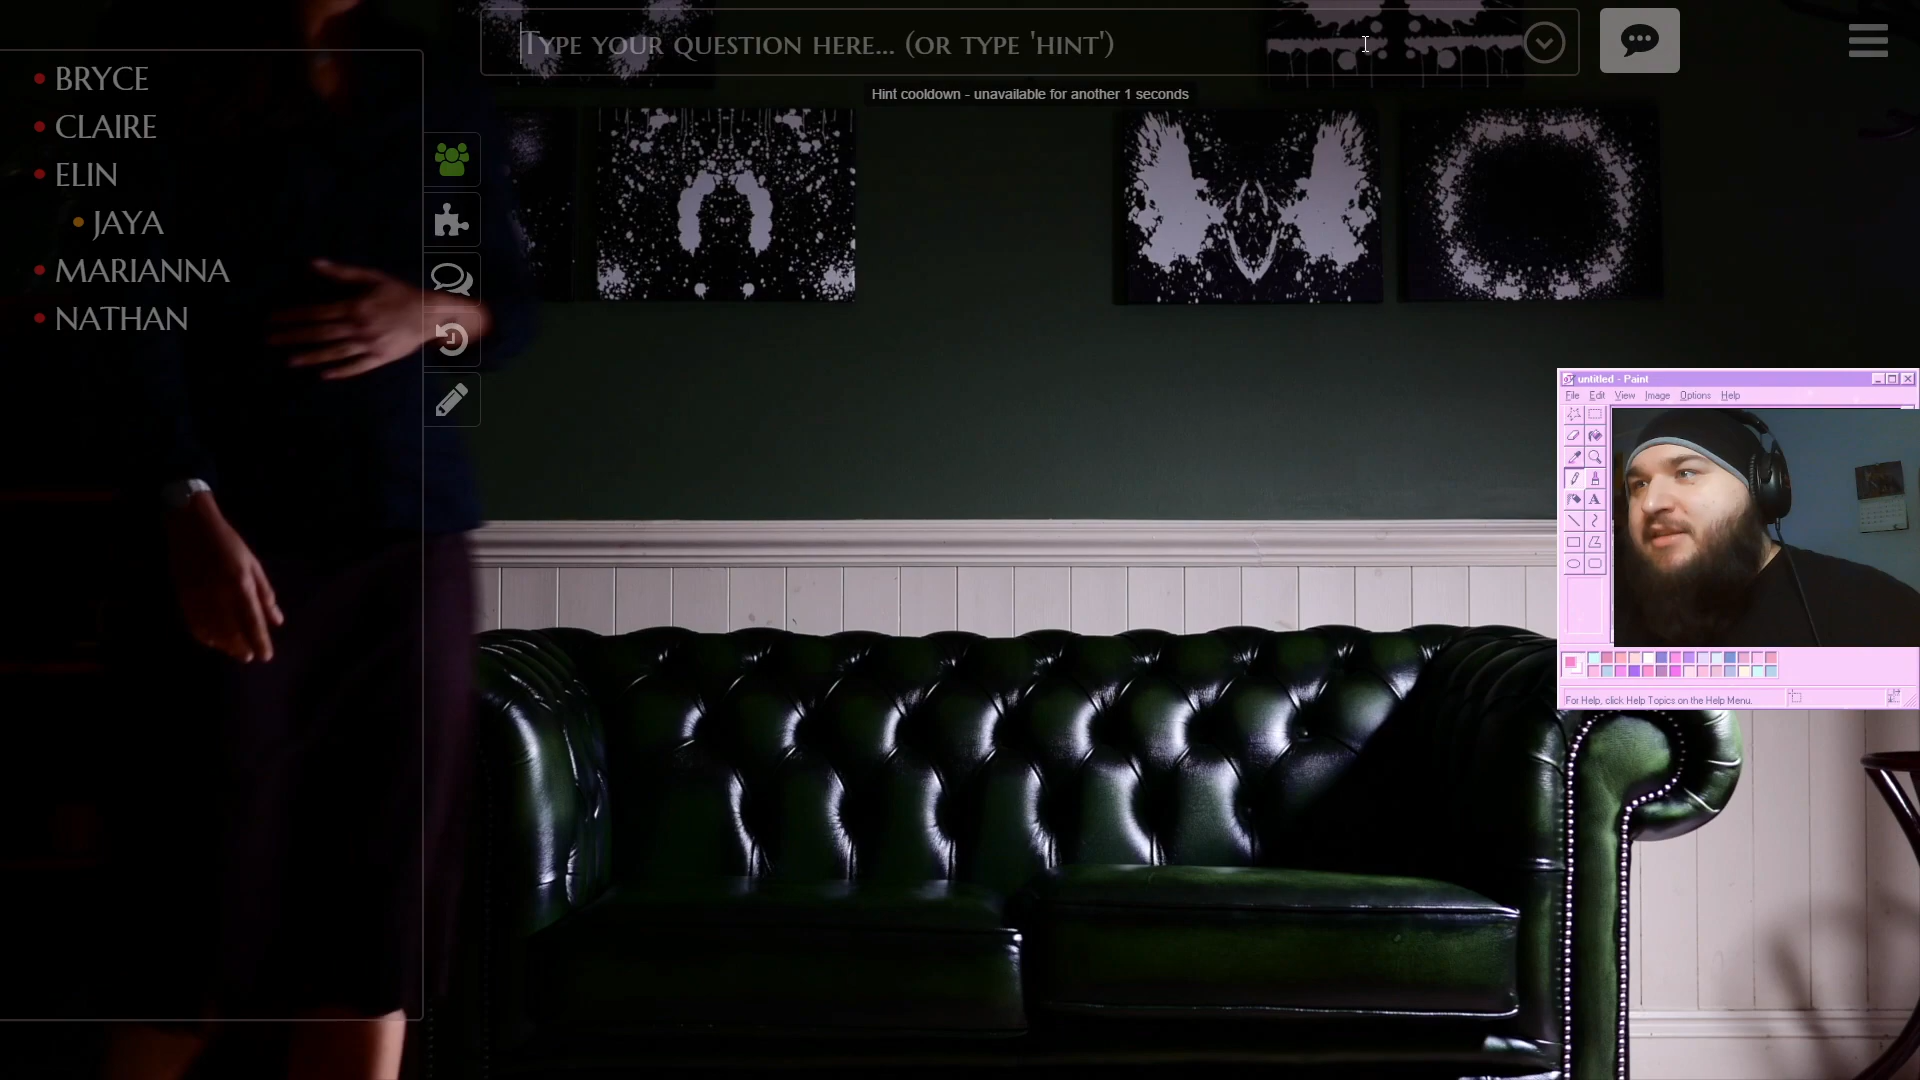 Type your question here... (or type 'hint')
Hint cooldown - unavailable for another 1 seconds
BRYCE
CLAIRE
ELIN
JAYA
MARIANNA
NATHAN
untitled - Paint
File Edit View Image Options Help
A
For Help, click Help Topics on the Help Menu.